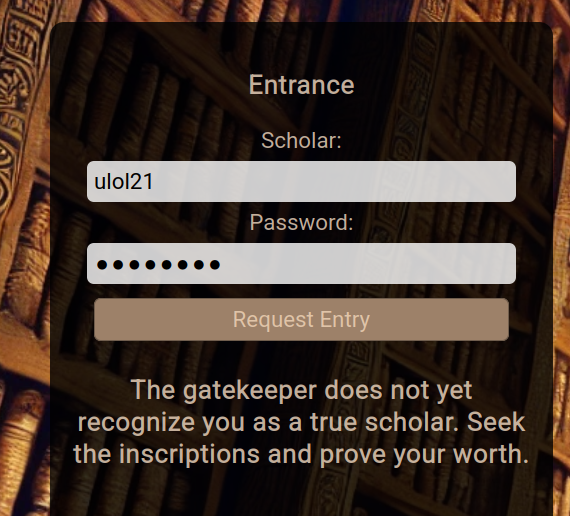 Entrance
Scholar:
ulol21
Password:
●●●●●●●●
Request Entry
The gatekeeper does not yet
recognize you as a true scholar. Seek
the inscriptions and prove your worth.